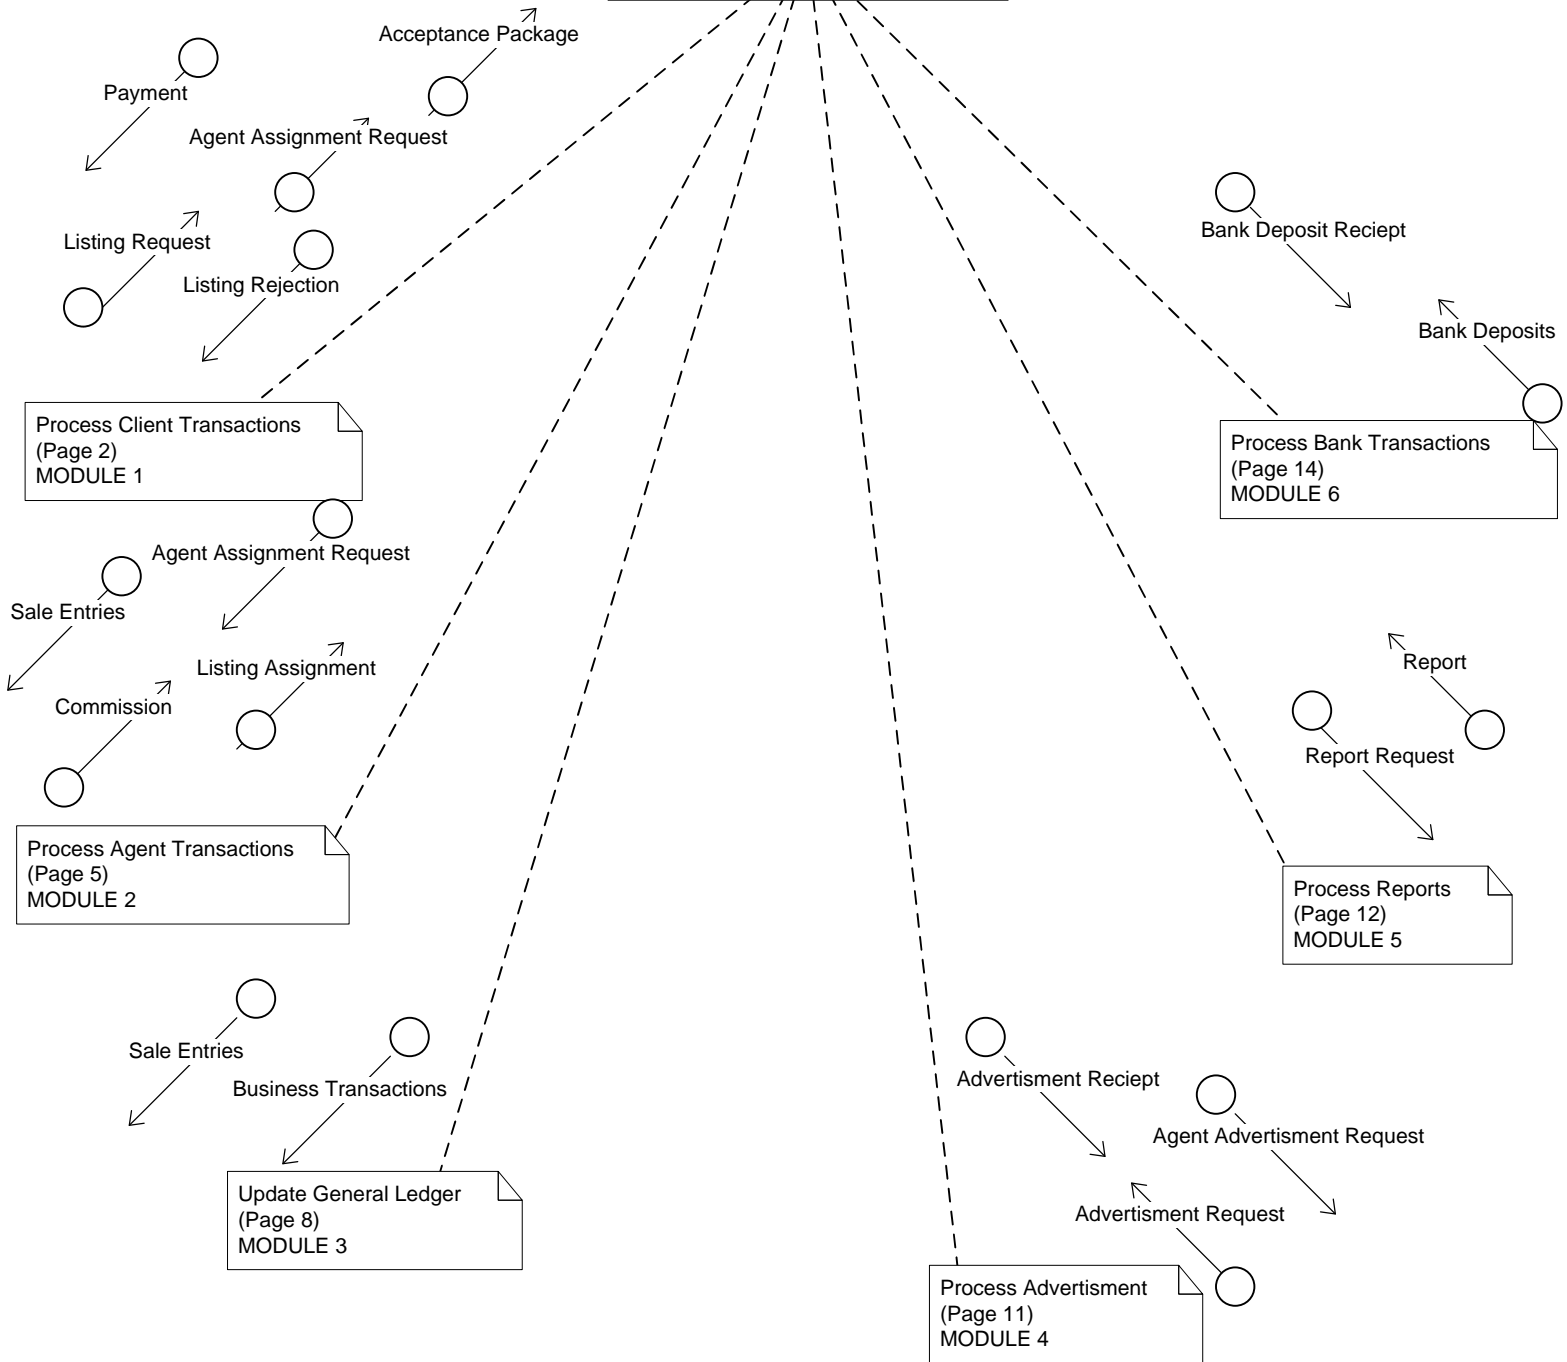 Acceptance Package
Payment
Agent Assignment Request
Listing Request
Listing Rejection
Process Client Transactions
(Page 2)
MODULE 1
Bank Deposit Reciept
Bank Deposits
Process Bank Transactions
(Page 14)
MODULE 6
Agent Assignment Request
Sale Entries
Listing Assignment
Commission
Process Agent Transactions
(Page 5)
MODULE 2
Report
Report Request
Process Reports
(Page 12)
MODULE 5
Sale Entries
Business Transactions
Update General Ledger
(Page 8)
MODULE 3
Advertisment Reciept
Agent Advertisment Request
Advertisment Request
Process Advertisment
(Page 11)
MODULE 4